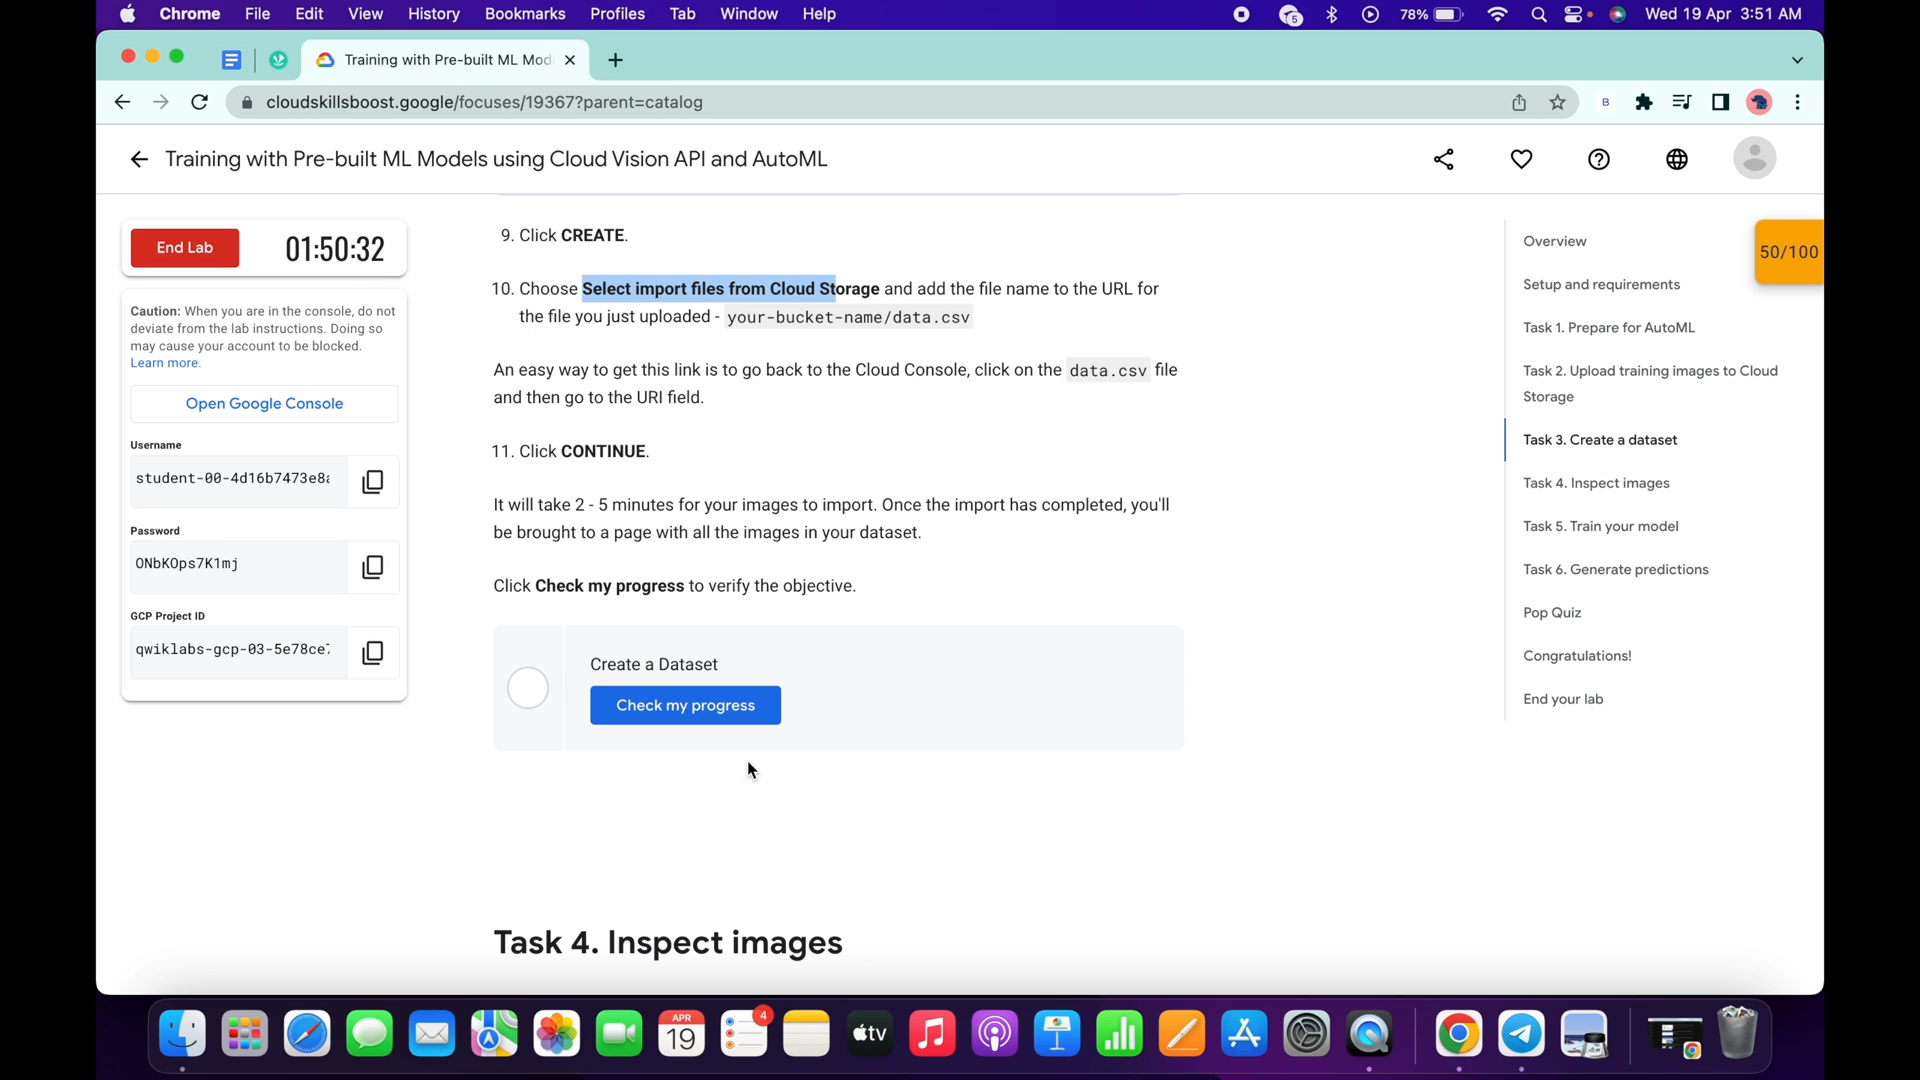 Chrome File Edit View History Bookmarks Profiles Tab Window Help 5 78% Wed 19 Apr 3:51 AM
Training with Pre-built ML Mod
cloudskillsboost.google/focuses/19367?parent=catalog
B
Training with Pre-built ML Models using Cloud Vision API and AutoML
End Lab 01:50:32
Caution: When you are in the console, do not
deviate from the lab instructions. Doing so
may cause your account to be blocked.
Learn more.
Open Google Console
Username
student-00-4d16b7473e8a
Password
ONbKOps7K1mj
GCP Project ID
qwiklabs-gcp-03-5e78ce7
9. Click CREATE.
10. Choose Select import files from Cloud Storage and add the file name to the URL for
the file you just uploaded - your-bucket-name/data.csv
An easy way to get this link is to go back to the Cloud Console, click on the data.csv file
and then go to the URI field.
11. Click CONTINUE.
It will take 2 - 5 minutes for your images to import. Once the import has completed, you'll
be brought to a page with all the images in your dataset.
Click Check my progress to verify the objective.
Create a Dataset
Check my progress
Task 4. Inspect images
Overview
Setup and requirements
Task 1. Prepare for AutoML
Task 2. Upload training images to Cloud
Storage
Task 3. Create a dataset
Task 4. Inspect images
Task 5. Train your model
Task 6. Generate predictions
Pop Quiz
Congratulations!
End your lab
50/100
APR
19
4
tv